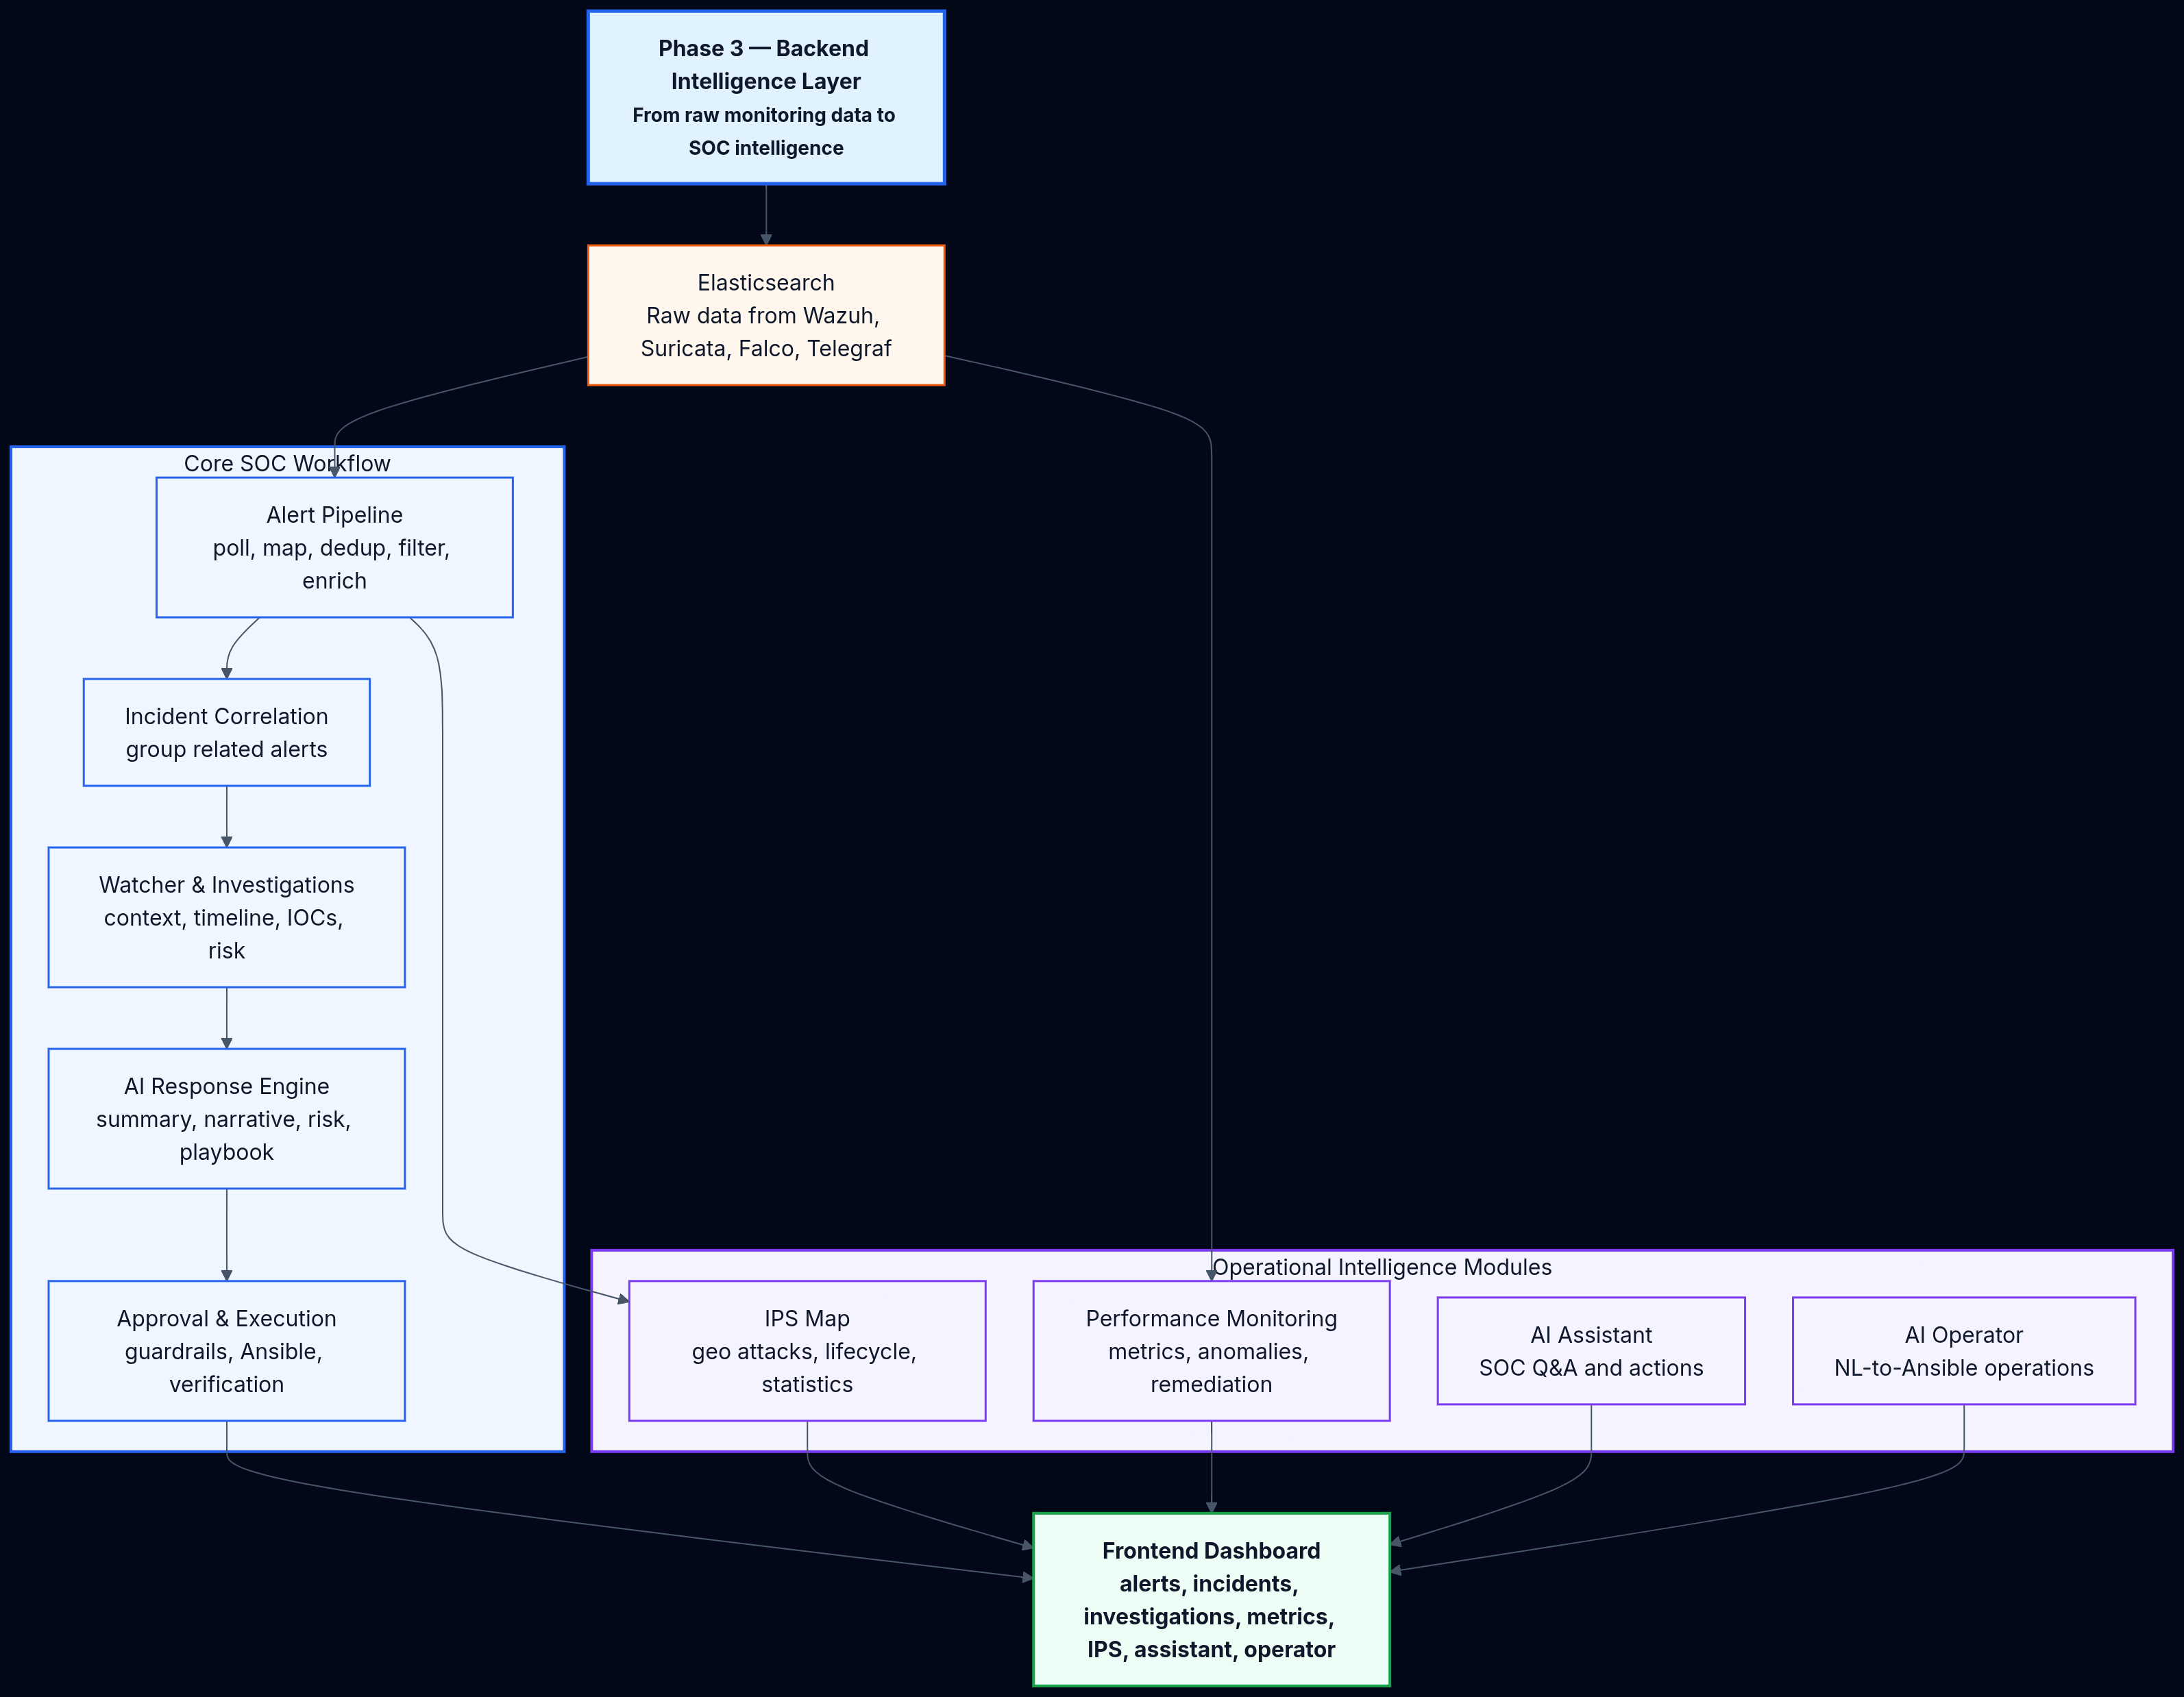 Phase 3 — Backend
Intelligence Layer
From raw monitoring data to
SOC intelligence
Elasticsearch
Raw data from Wazuh,
Suricata, Falco, Telegraf
Core SOC Workflow
Alert Pipeline
poll, map, dedup, filter,
enrich
Incident Correlation
group related alerts
Watcher & Investigations
context, timeline, IOCs,
risk
AI Response Engine
summary, narrative, risk,
playbook
Approval & Execution
guardrails, Ansible,
verification
Operational Intelligence Modules
IPS Map
geo attacks, lifecycle,
statistics
Performance Monitoring
metrics, anomalies,
remediation
AI Assistant
SOC Q&A and actions
AI Operator
NL-to-Ansible operations
Frontend Dashboard
alerts, incidents,
investigations, metrics,
IPS, assistant, operator